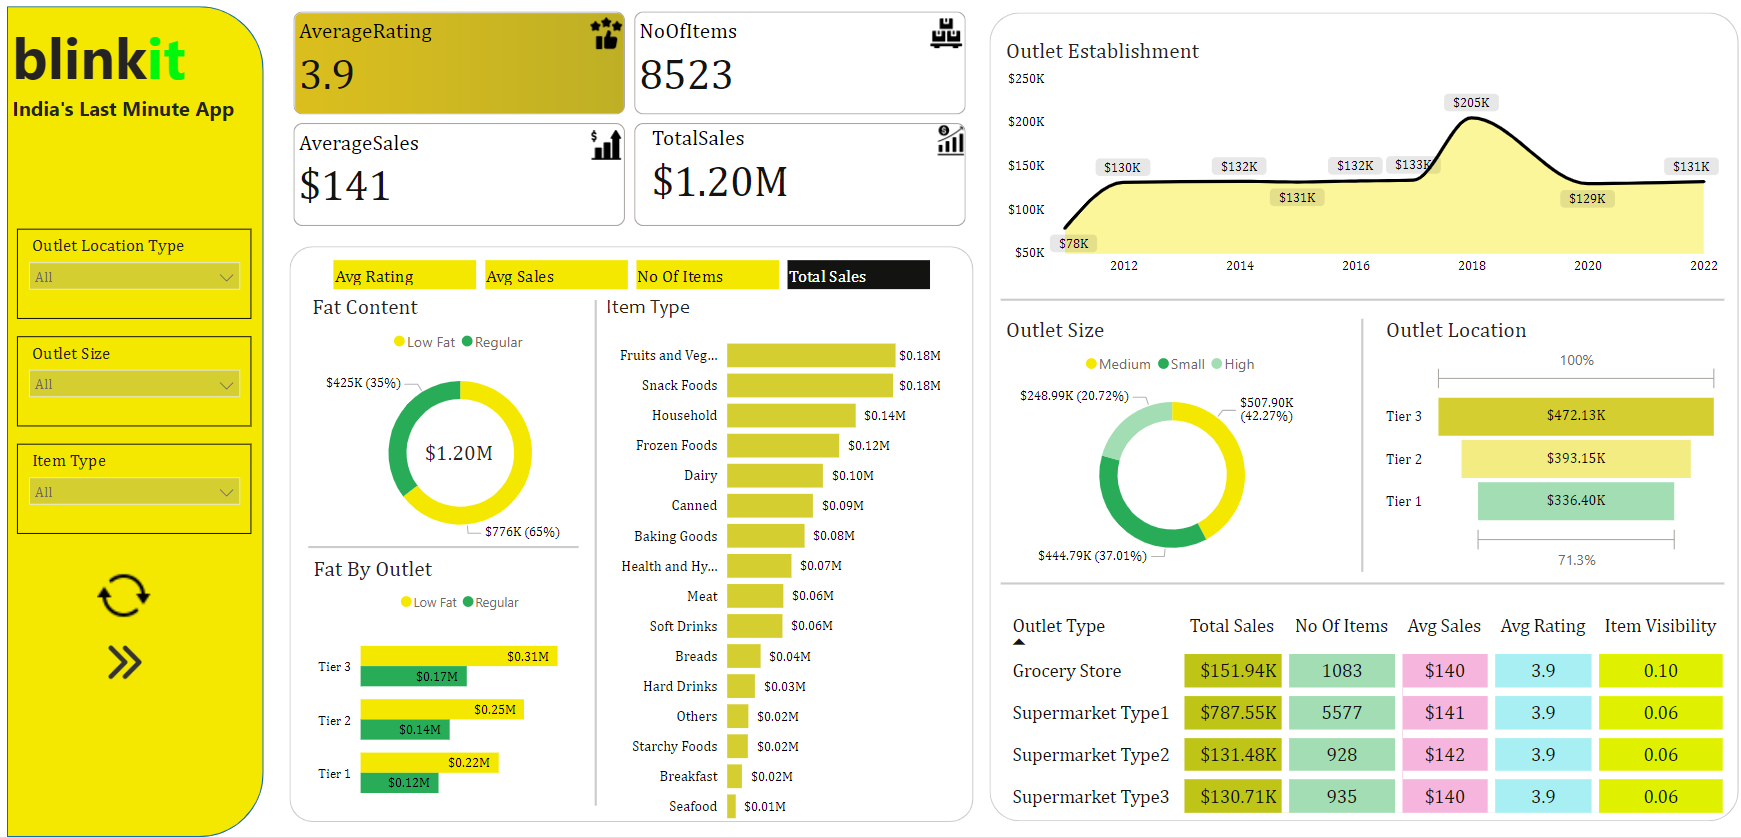 blinkit
India's Last Minute App
Outlet Location Type
All
Outlet Size
All
Item Type
All
AverageRating
3.9
NoOfItems
8523
AverageSales
$141
TotalSales
$1.20M
Avg Rating
Avg Sales
No Of Items
Total Sales
Fat Content
Low Fat
Regular
$425K (35%)
$1.20M
$776K (65%)
Fat By Outlet
Low Fat
Regular
Tier 3
$0.31M
$0.17M
Tier 2
$0.25M
$0.14M
Tier 1
$0.22M
$0.12M
Item Type
Fruits and Veg... $0.18M
Snack Foods $0.18M
Household $0.14M
Frozen Foods $0.12M
Dairy $0.10M
Canned $0.09M
Baking Goods $0.08M
Health and Hy... $0.07M
Meat $0.06M
Soft Drinks $0.06M
Breads $0.04M
Hard Drinks $0.03M
Others $0.02M
Starchy Foods $0.02M
Breakfast $0.02M
Seafood $0.01M
Outlet Establishment
$250K
$200K
$150K
$100K
$50K
$78K
$130K
$132K
$131K
$132K
$133K
$205K
$129K
$131K
2012 2014 2016 2018 2020 2022
Outlet Size
Medium Small High
$248.99K (20.72%)
$507.90K
(42.27%)
$444.79K (37.01%)
Outlet Location
100%
Tier 3 $472.13K
Tier 2 $393.15K
Tier 1 $336.40K
71.3%
Outlet Type Total Sales No Of Items Avg Sales Avg Rating Item Visibility
Grocery Store $151.94K 1083 $140 3.9 0.10
Supermarket Type1 $787.55K 5577 $141 3.9 0.06
Supermarket Type2 $131.48K 928 $142 3.9 0.06
Supermarket Type3 $130.71K 935 $140 3.9 0.06